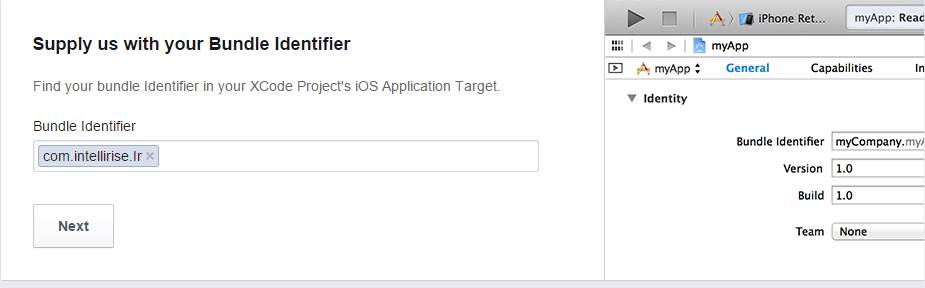 Supply us with your Bundle Identifier
Find your bundle Identifier in your XCode Project's iOS Application Target.
Bundle Identifier
com.intellirise.Ir ×
Next
iPhone Ret...
myApp: Read
myApp
myApp
General
Capabilities
In
Identity
Bundle Identifier
myCompany.myA
Version
1.0
Build
1.0
Team
None